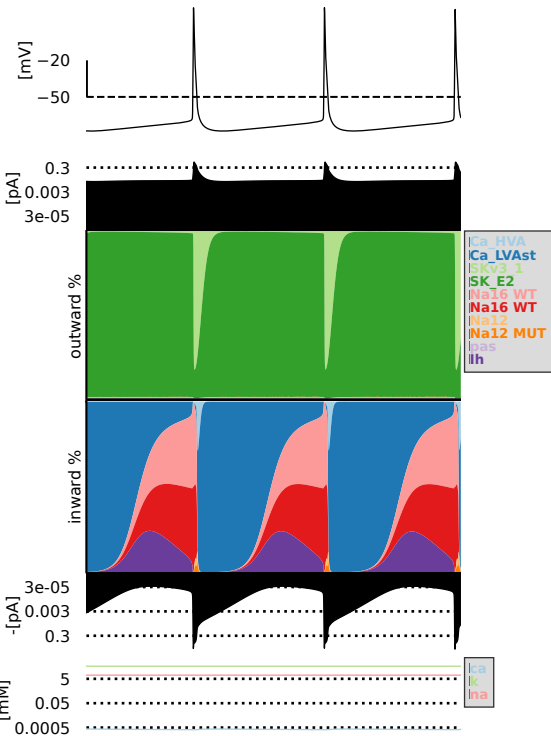 [mV]
−20
−50
[pA]
0.3
0.003
3e-05
outward %
Ca_HVA
Ca_LVAst
SKv3_1
SK_E2
Na16 WT
Na16 WT
Na12
Na12 MUT
pas
Ih
inward %
-[pA]
3e-05
0.003
0.3
[mM]
5
0.05
0.0005
ca
k
na